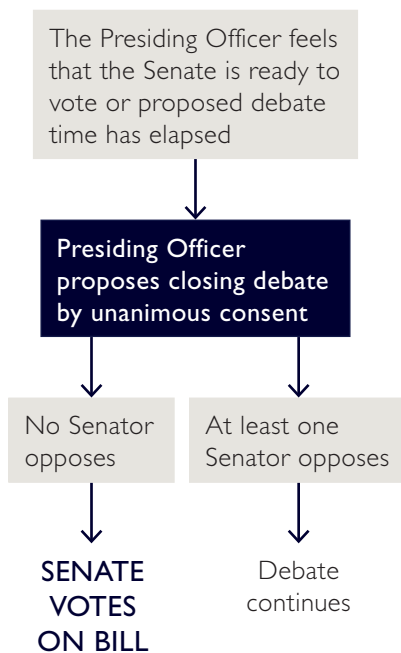 The Presiding Officer feels
that the Senate is ready to
vote or proposed debate
time has elapsed
Presiding Officer
proposes closing debate
by unanimous consent
No Senator
opposes
At least one
Senator opposes
SENATE
VOTES
ON BILL
Debate
continues